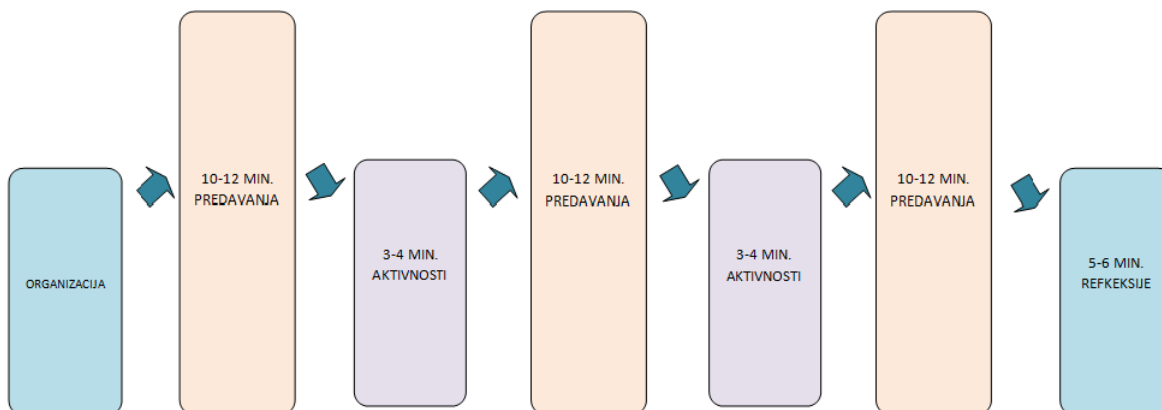 ORGANIZACIJA
10-12 MIN.
PREDAVANJA
3-4 MIN.
AKTIVNOSTI
10-12 MIN.
PREDAVANJA
3-4 MIN.
AKTIVNOSTI
10-12 MIN.
PREDAVANJA
5-6 MIN.
REFKEKSIJE